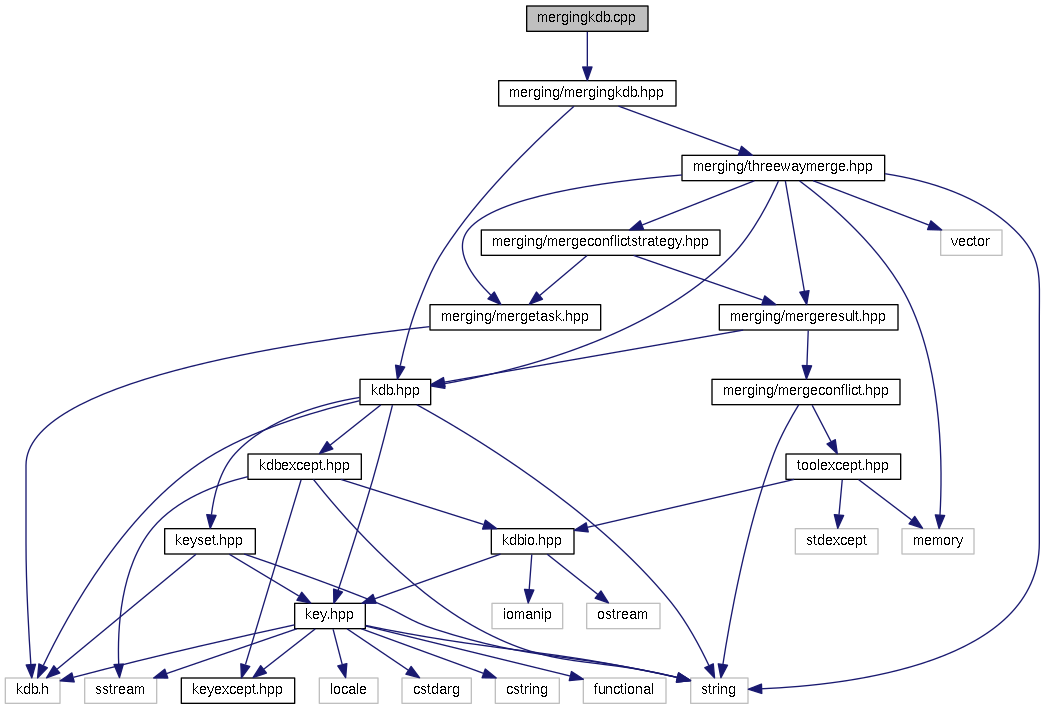 mergingkdb.cpp
merging/mergingkdb.hpp
merging/threewaymerge.hpp
merging/mergeconflictstrategy.hpp
vector
merging/mergetask.hpp
merging/mergeresult.hpp
kdb.hpp
merging/mergeconflict.hpp
kdbexcept.hpp
toolexcept.hpp
keyset.hpp
kdbio.hpp
stdexcept
memory
key.hpp
iomanip
ostream
kdb.h
sstream
keyexcept.hpp
locale
cstdarg
cstring
functional
string